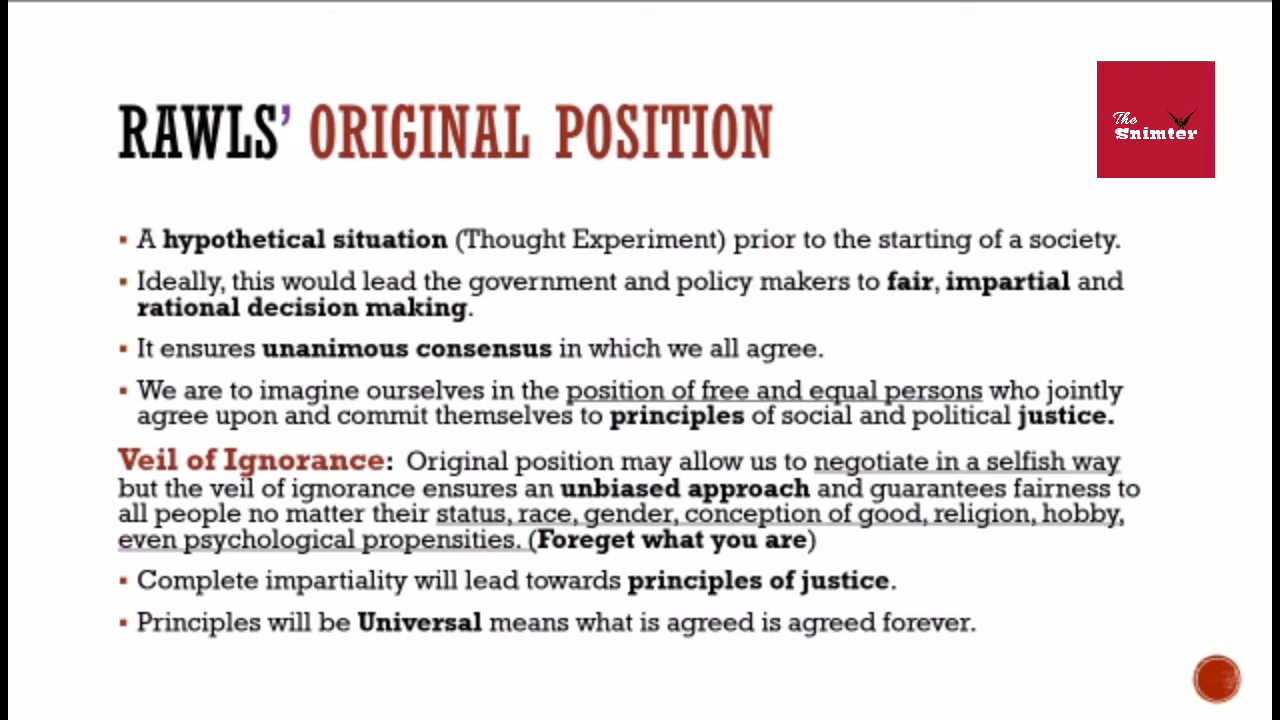 RAWLS' ORIGINAL POSITION
The
Snimter
▪ A hypothetical situation (Thought Experiment) prior to the starting of a society.
▪ Ideally, this would lead the government and policy makers to fair, impartial and
rational decision making.
▪ It ensures unanimous consensus in which we all agree.
▪ We are to imagine ourselves in the position of free and equal persons who jointly
agree upon and commit themselves to principles of social and political justice.
Veil of Ignorance: Original position may allow us to negotiate in a selfish way
but the veil of ignorance ensures an unbiased approach and guarantees fairness to
all people no matter their status, race, gender, conception of good, religion, hobby,
even psychological propensities. (Foreget what you are)
▪ Complete impartiality will lead towards principles of justice.
▪ Principles will be Universal means what is agreed is agreed forever.